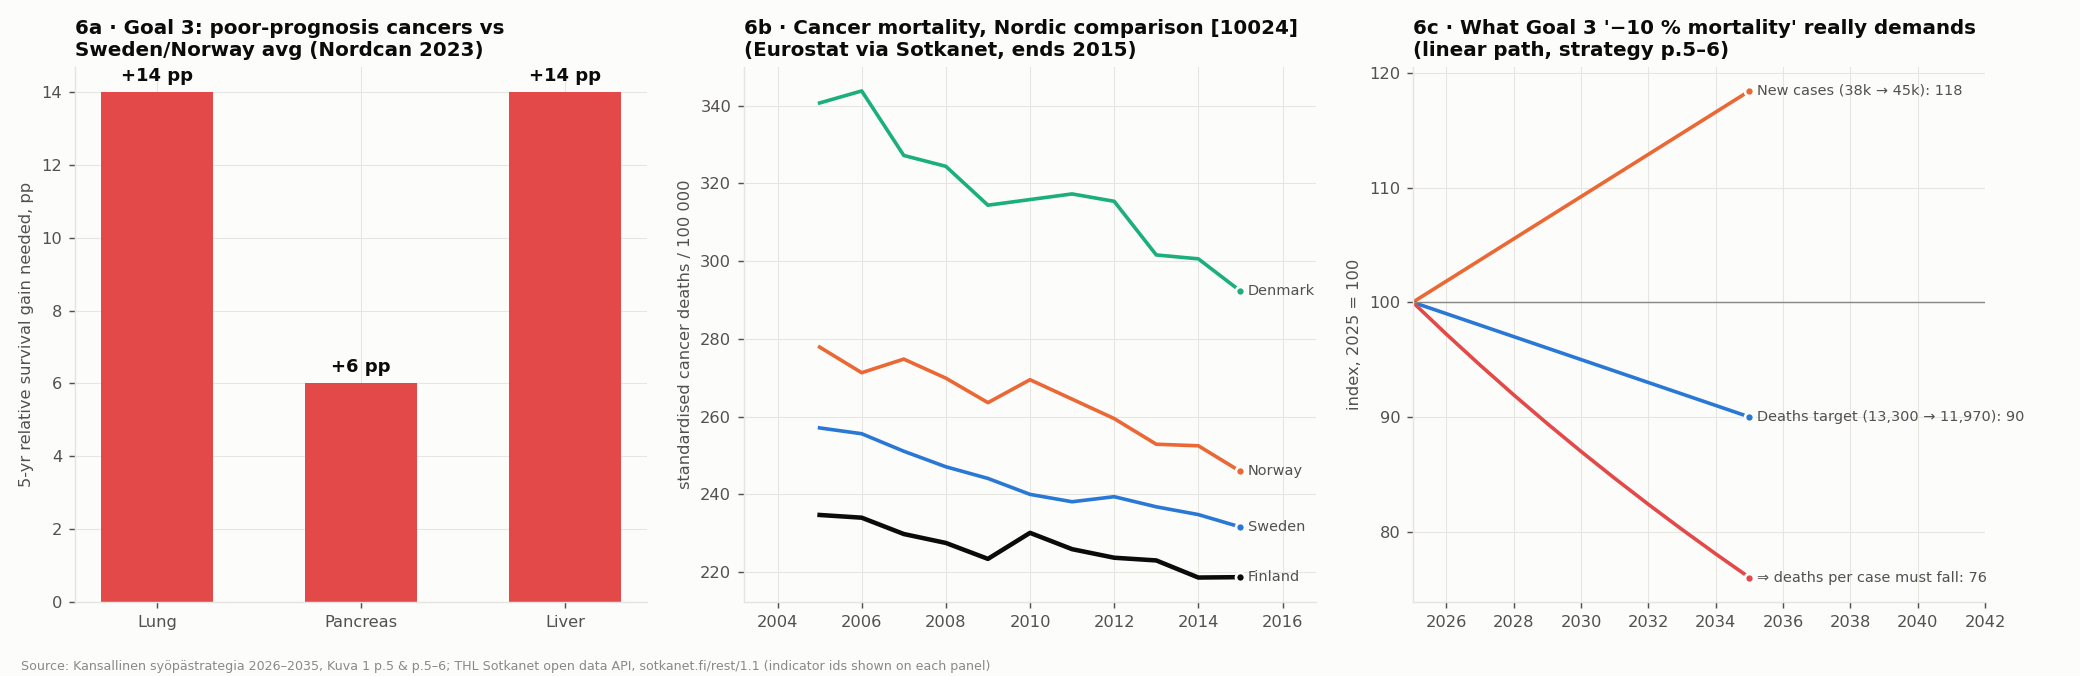 6a · Goal 3: poor-prognosis cancers vs
Sweden/Norway avg (Nordcan 2023)
5-yr relative survival gain needed, pp
14
12
10
8
6
4
2
0
+14 pp
+6 pp
+14 pp
Lung
Pancreas
Liver
6b · Cancer mortality, Nordic comparison [10024]
(Eurostat via Sotkanet, ends 2015)
standardised cancer deaths / 100 000
340
320
300
280
260
240
220
Denmark
Norway
Sweden
Finland
2004
2006
2008
2010
2012
2014
2016
6c · What Goal 3 '−10 % mortality' really demands
(linear path, strategy p.5–6)
index, 2025 = 100
120
110
100
90
80
New cases (38k → 45k): 118
Deaths target (13,300 → 11,970): 90
⇒ deaths per case must fall: 76
2026
2028
2030
2032
2034
2036
2038
2040
2042
Source: Kansallinen syöpästrategia 2026–2035, Kuva 1 p.5 & p.5–6; THL Sotkanet open data API, sotkanet.fi/rest/1.1 (indicator ids shown on each panel)